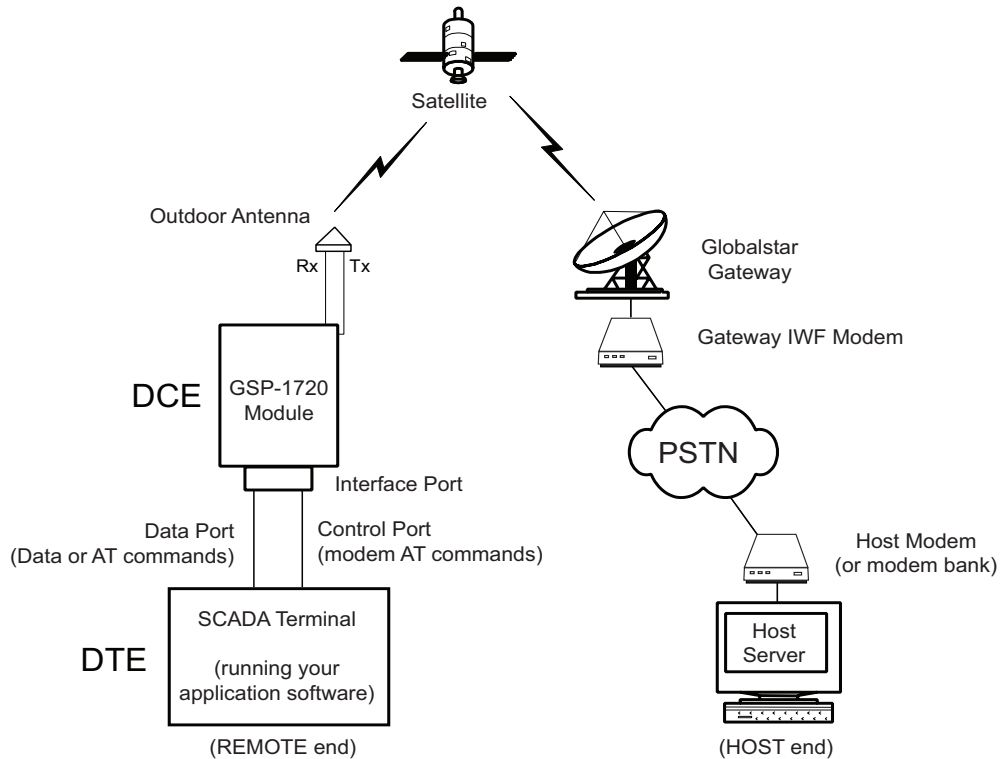 Satellite
Outdoor Antenna
Rx Tx
Globalstar
Gateway
Gateway IWF Modem
DCE
GSP-1720
Module
PSTN
Interface Port
Data Port
(Data or AT commands)
Control Port
(modem AT commands)
Host Modem
(or modem bank)
DTE
SCADA Terminal
(running your
application software)
Host
Server
(REMOTE end)
(HOST end)